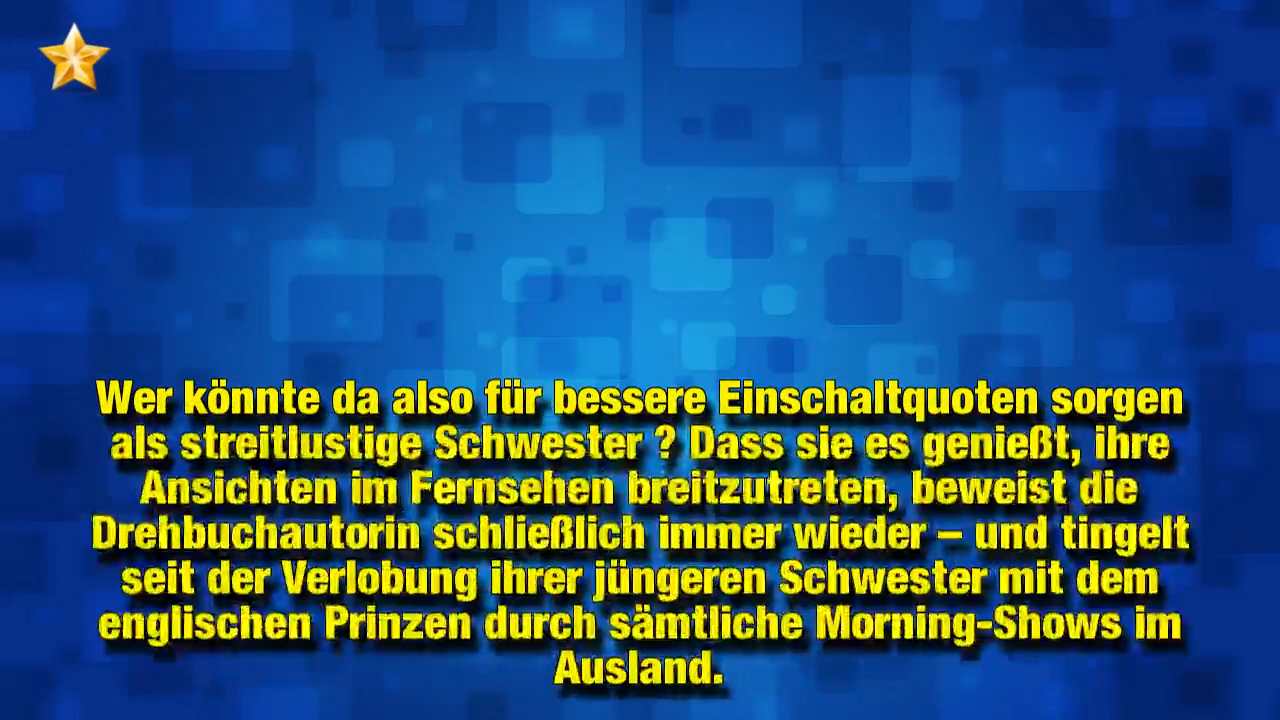 Wer könnte da also für bessere Einschaltquoten sorgen
als streitlustige Schwester ? Dass sie es genießt, ihre
Ansichten im Fernsehen breitzutreten, beweist die
Drehbuchautorin schließlich immer wieder – und tingelt
seit der Verlobung ihrer jüngeren Schwester mit dem
englischen Prinzen durch sämtliche Morning-Shows im
Ausland.